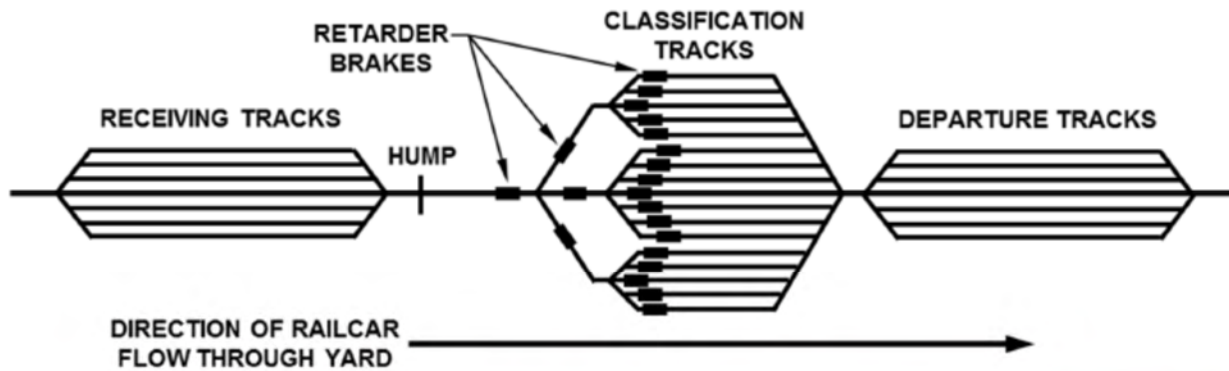 RETARDER
BRAKES
CLASSIFICATION
TRACKS
RECEIVING TRACKS
HUMP
DEPARTURE TRACKS
DIRECTION OF RAILCAR
FLOW THROUGH YARD